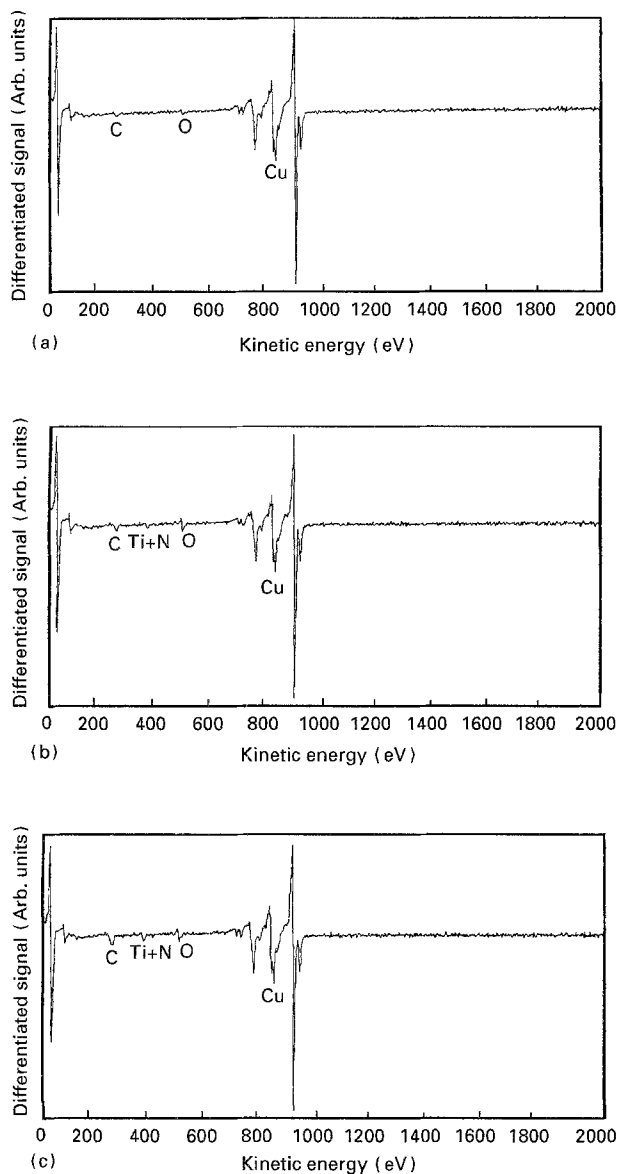 Differentiated signal (Arb. units)
C
O
Cu
0 200 400 600 800 1000 1200 1400 1600 1800 2000
(a)
Kinetic energy (eV)
Differentiated signal (Arb. units)
C Ti+N O
Cu
0 200 400 600 800 1000 1200 1400 1600 1800 2000
(b)
Kinetic energy (eV)
Differentiated signal (Arb. units)
C Ti+N O
Cu
0 200 400 600 800 1000 1200 1400 1600 1800 2000
(c)
Kinetic energy (eV)